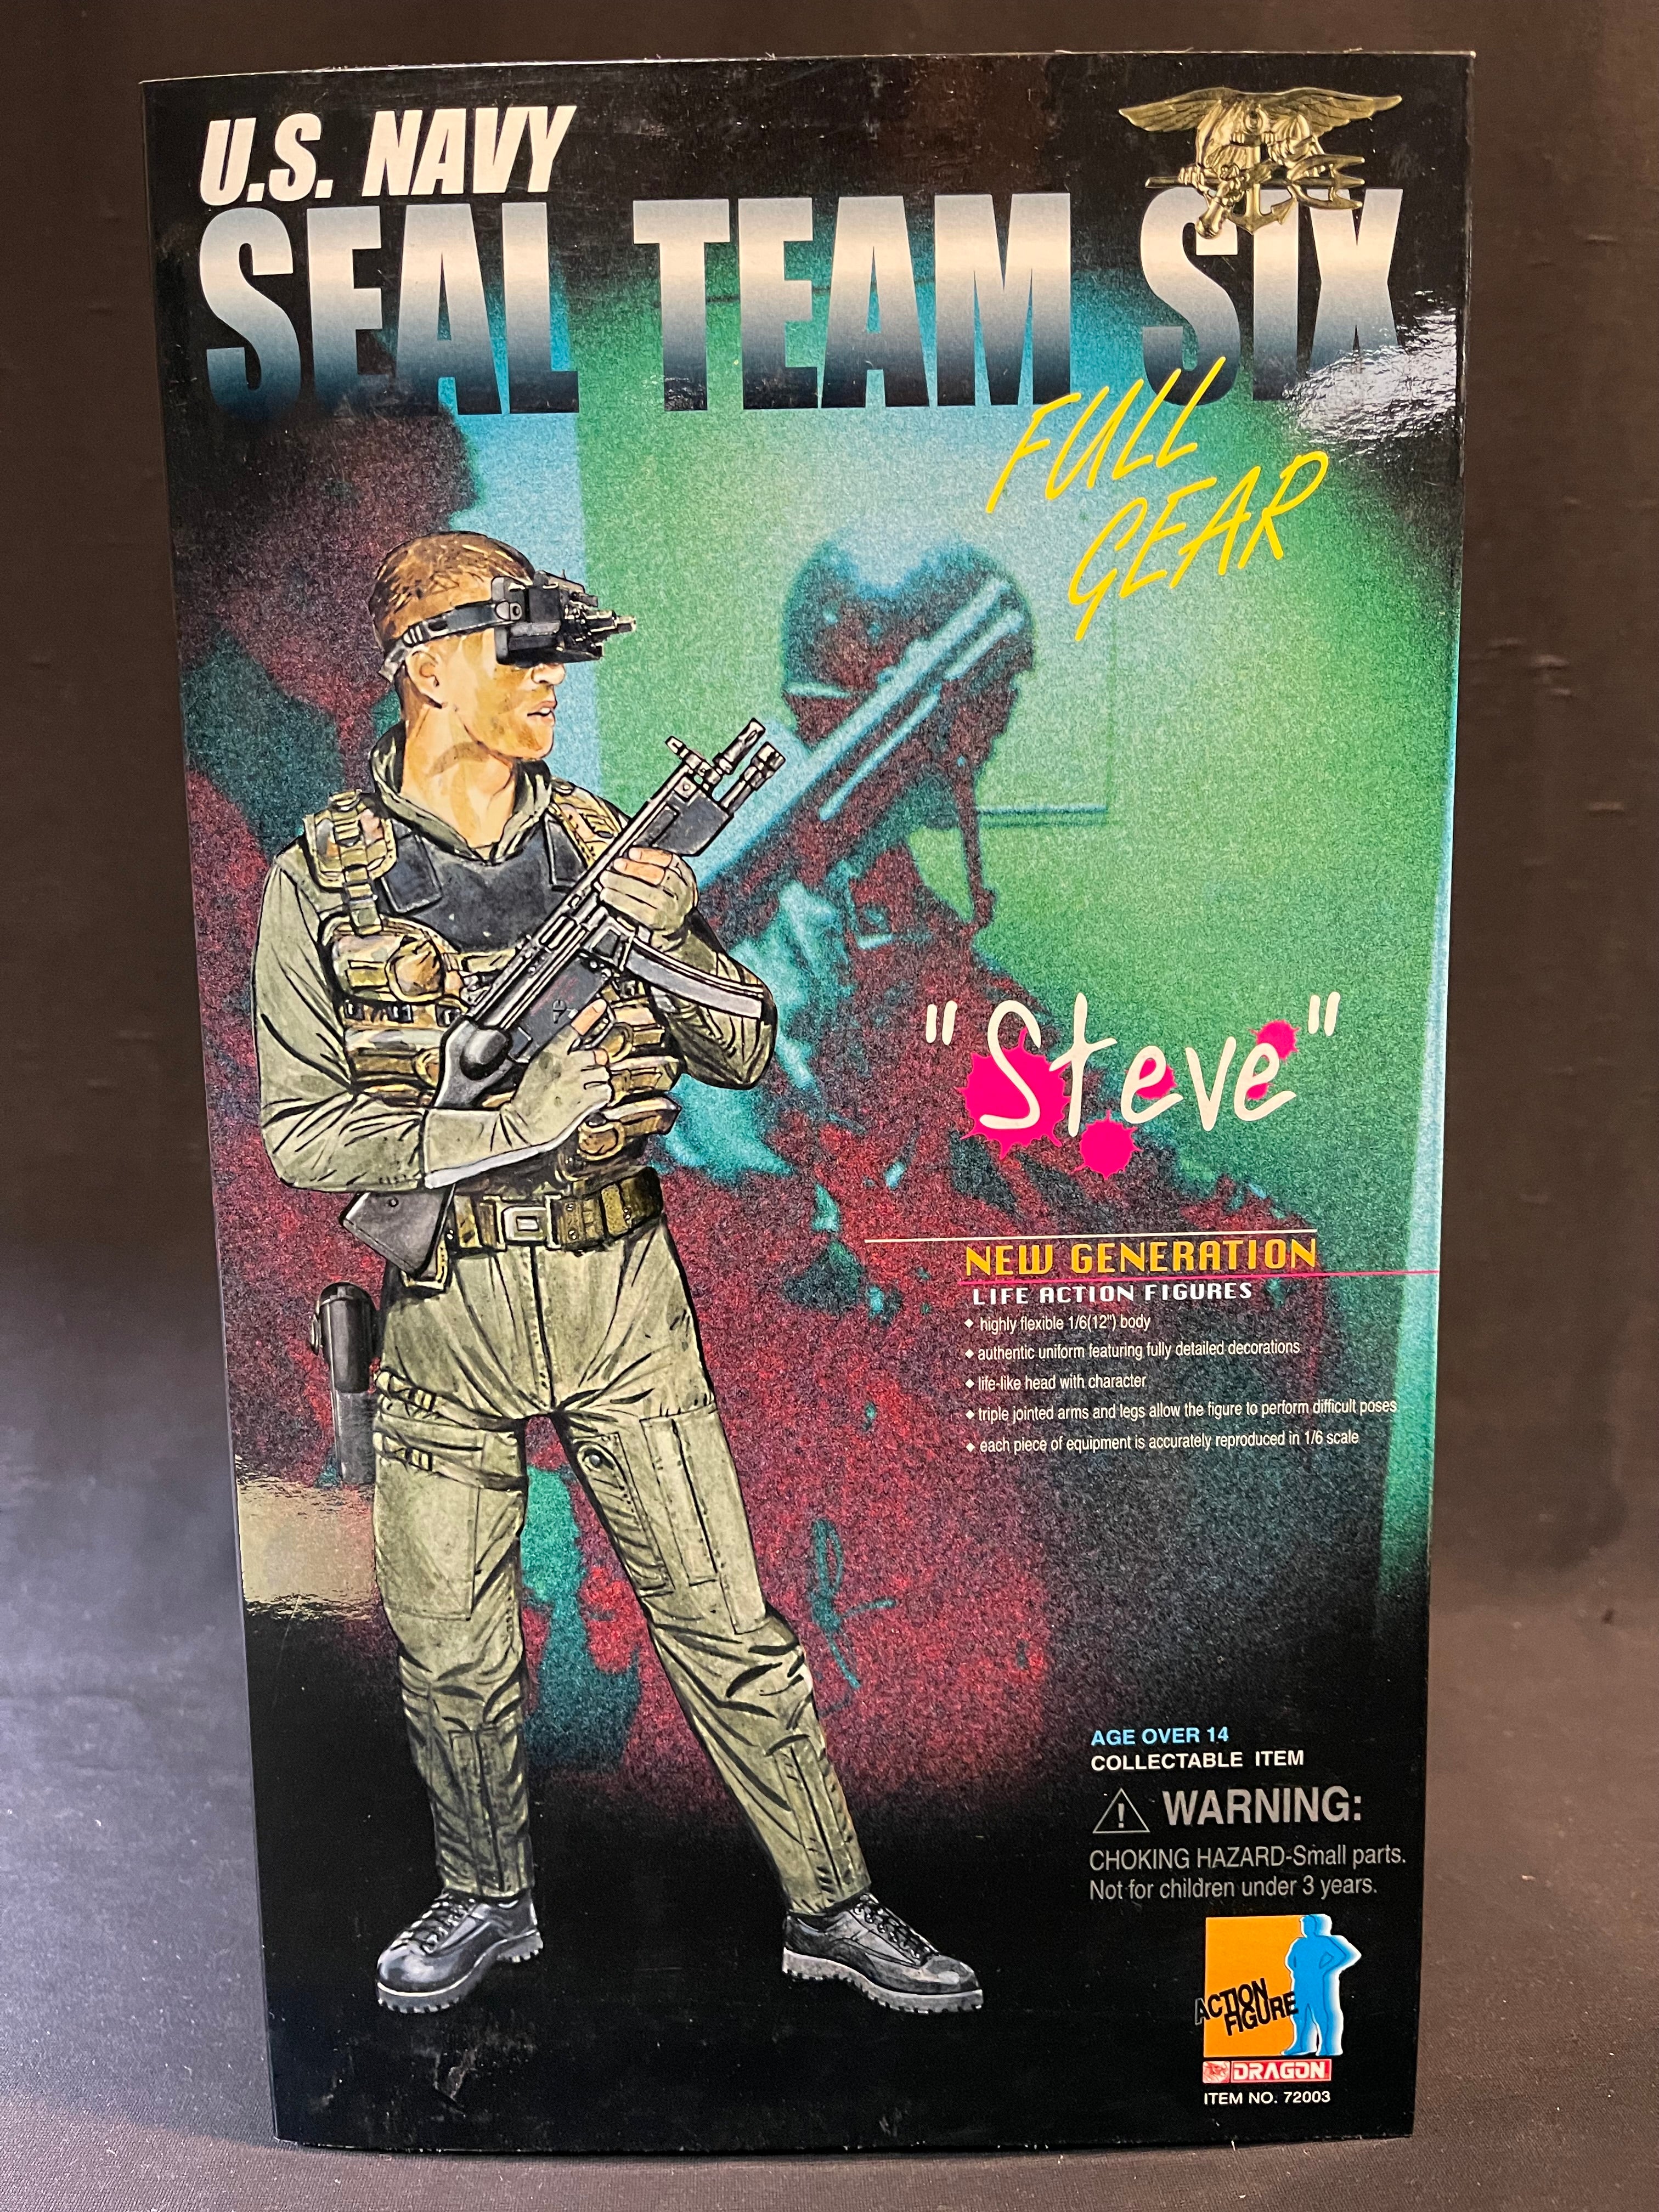 U.S. NAVY
SEAL TEAM SIX
FULL
GEAR
"Steve"
NEW GENERATION
LIFE ACTION FIGURES
◆ highly flexible 1/6(12") body
◆ authentic uniform featuring fully detailed decorations
◆ life-like head with character
◆ triple jointed arms and legs allow the figure to perform difficult poses
◆ each piece of equipment is accurately reproduced in 1/6 scale
AGE OVER 14
COLLECTABLE ITEM
! WARNING:
CHOKING HAZARD-Small parts.
Not for children under 3 years.
ACTION
FIGURE
DRAGON
ITEM NO. 72003